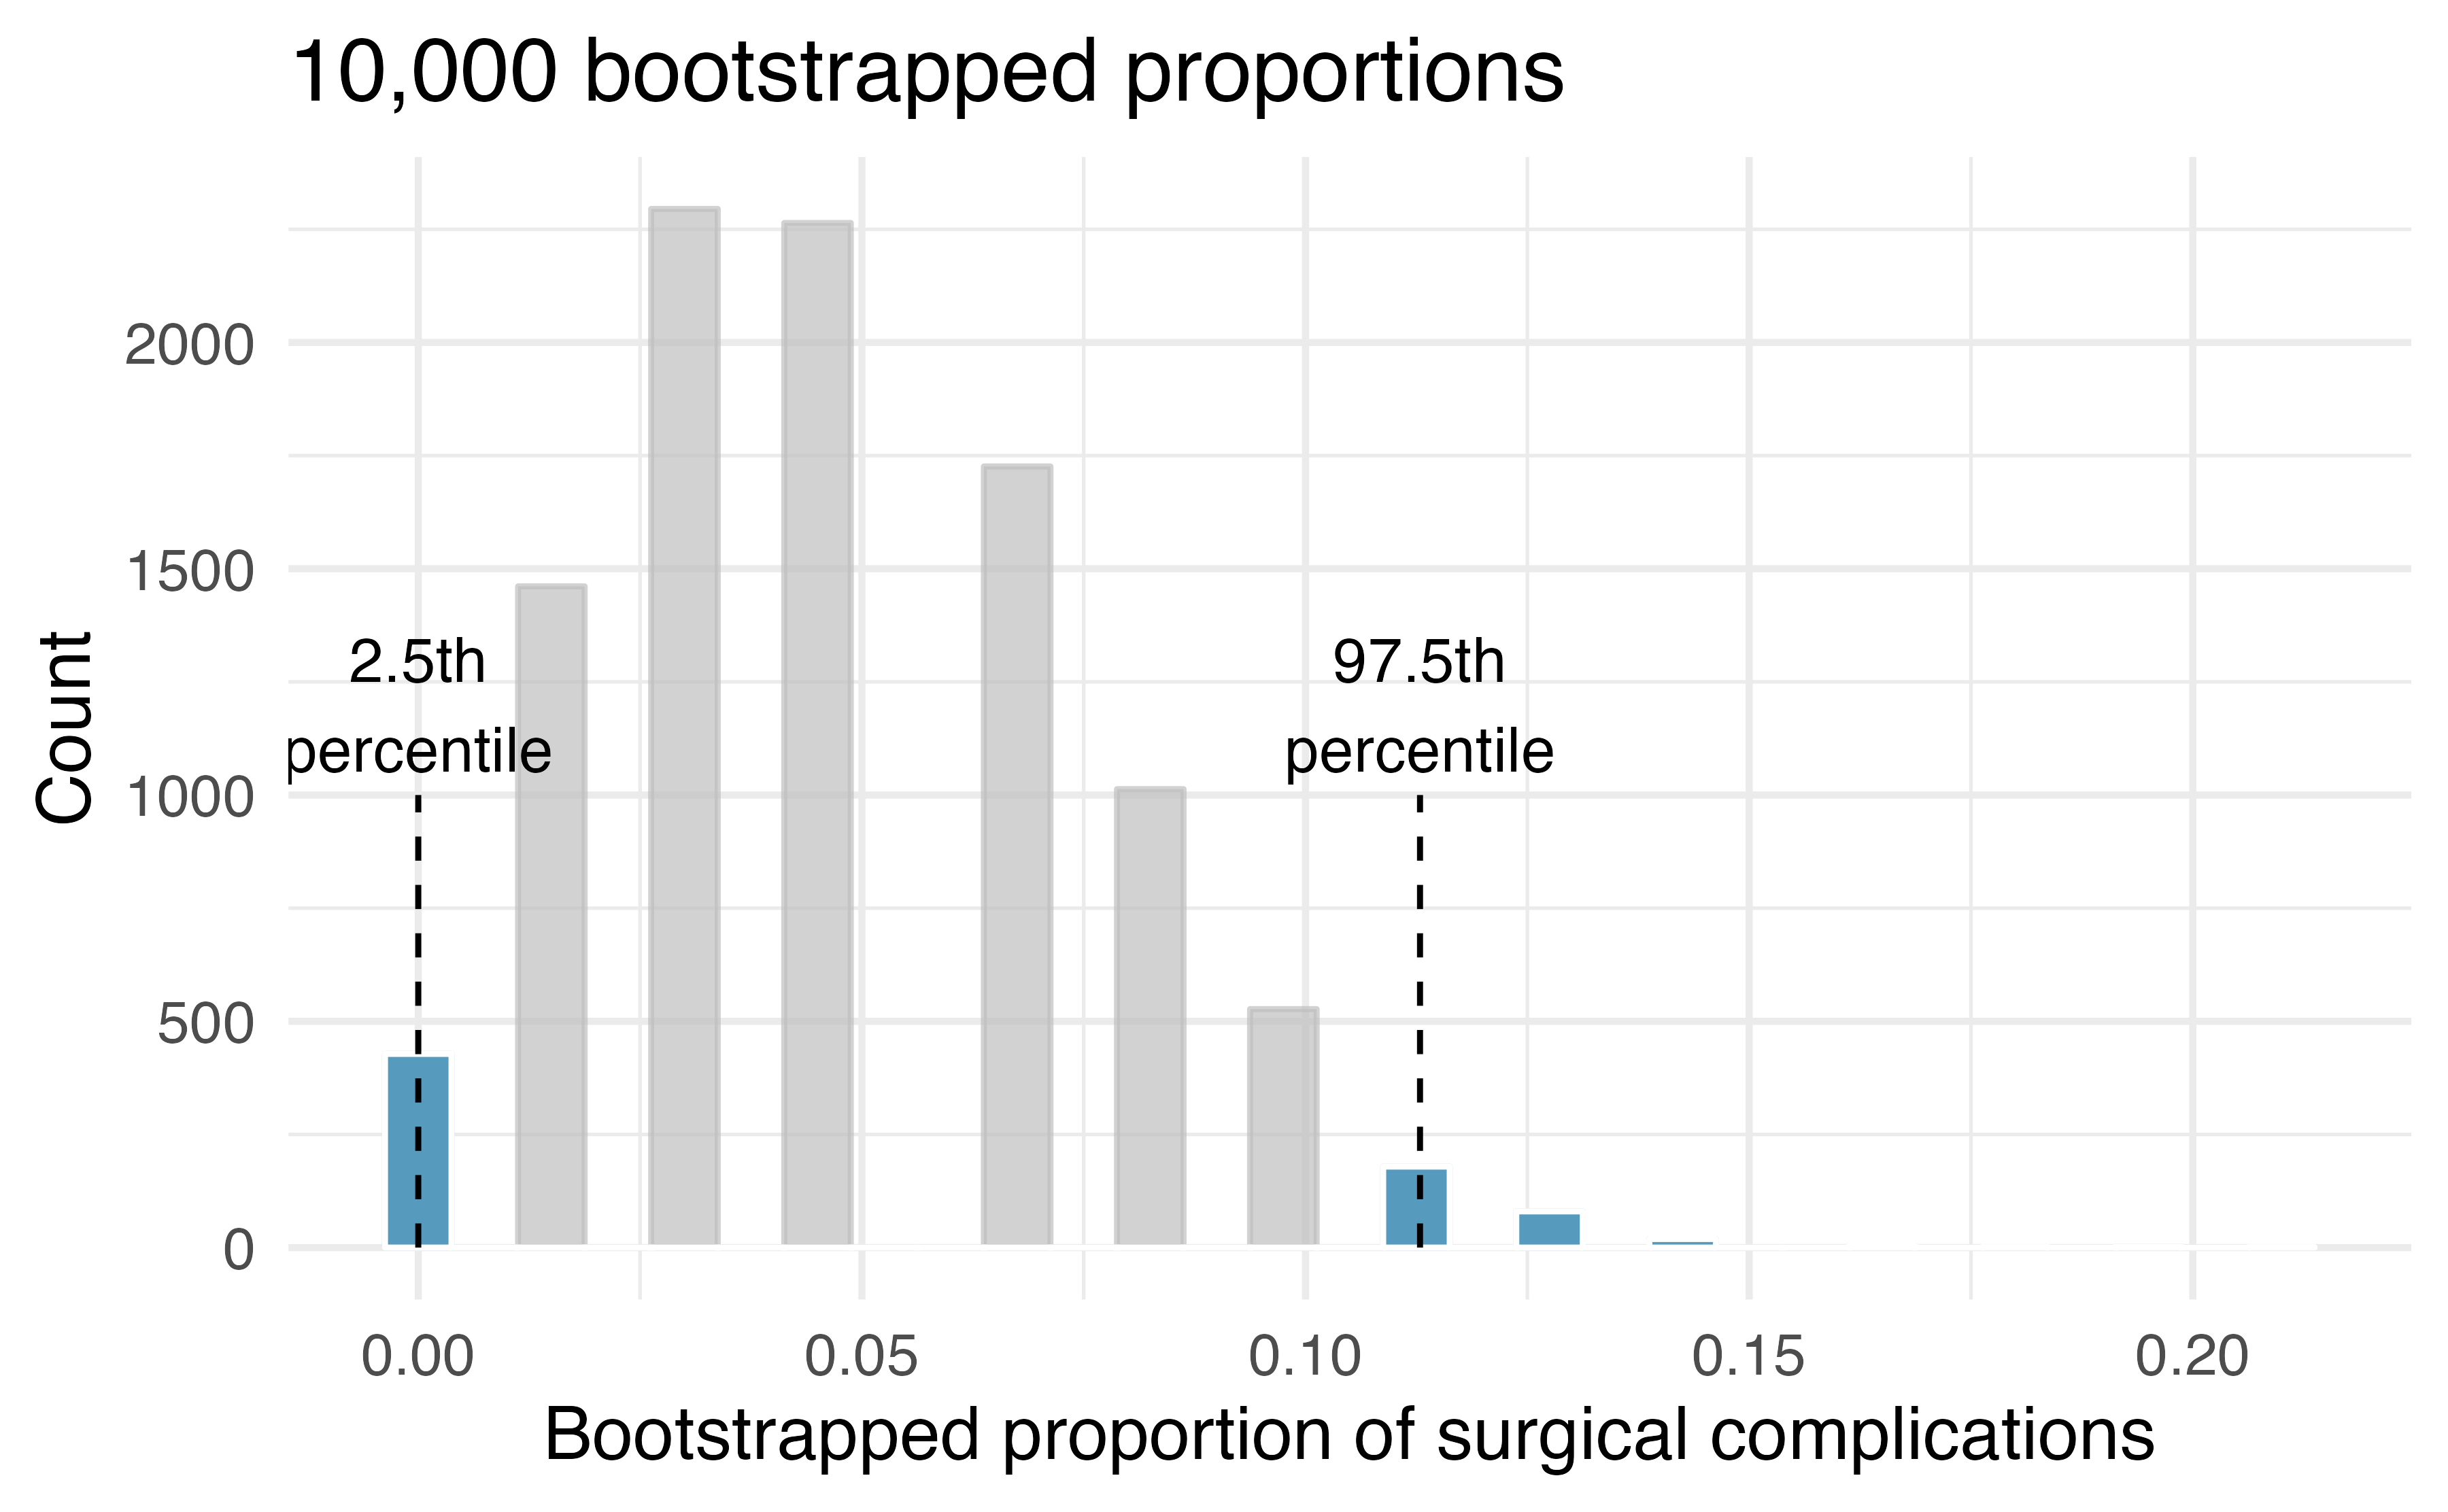 10,000 bootstrapped proportions
Count
2000
1500
1000
500
0
2.5th
percentile
97.5th
percentile
0.00
0.05
0.10
0.15
0.20
Bootstrapped proportion of surgical complications